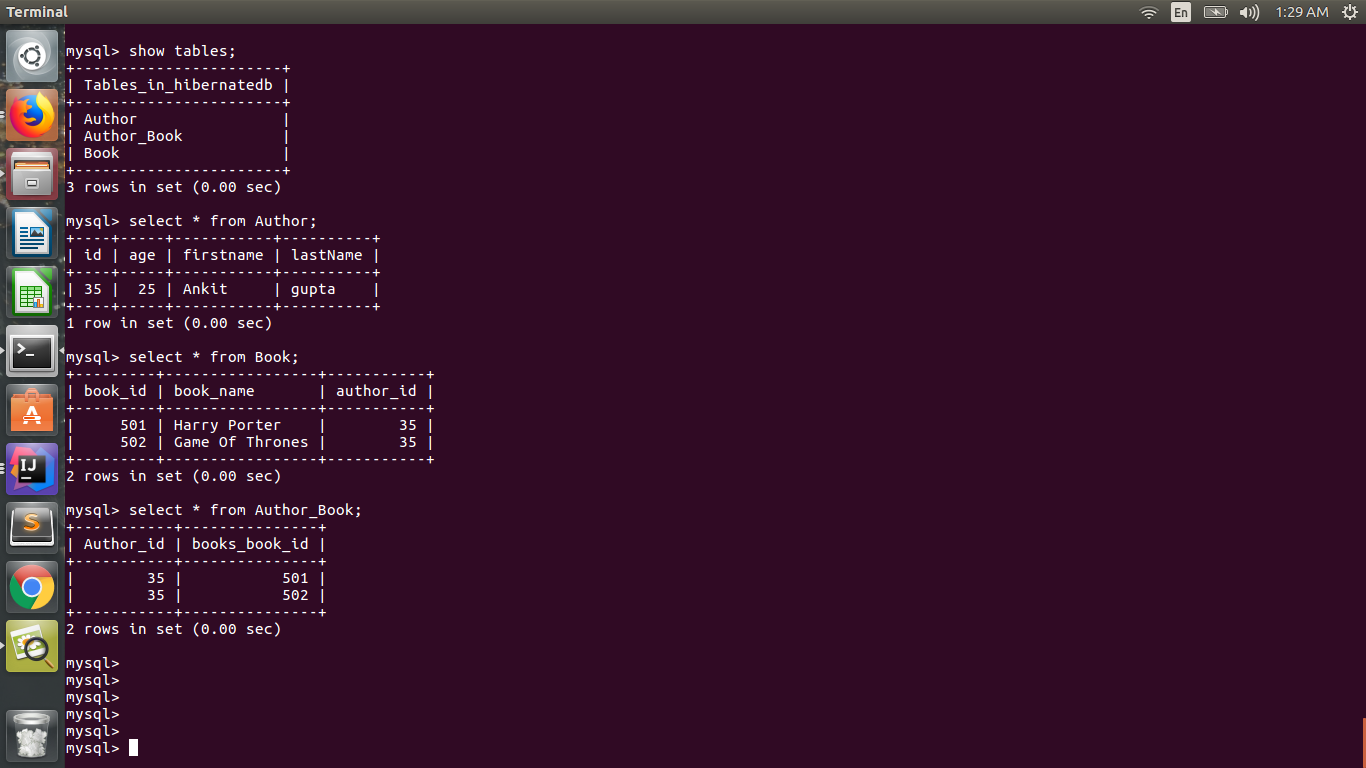 Terminal
En
1:29 AM
mysql> show tables;
+-----------------------+
| Tables_in_hibernatedb |
+-----------------------+
| Author                |
| Author_Book           |
| Book                  |
+-----------------------+
3 rows in set (0.00 sec)
mysql> select * from Author;
+----+-----+-----------+----------+
| id | age | firstname | lastName |
+----+-----+-----------+----------+
| 35 |  25 | Ankit     | gupta    |
+----+-----+-----------+----------+
1 row in set (0.00 sec)
mysql> select * from Book;
+---------+-----------------+-----------+
| book_id | book_name       | author_id |
+---------+-----------------+-----------+
|     501 | Harry Porter    |        35 |
|     502 | Game Of Thrones |        35 |
+---------+-----------------+-----------+
2 rows in set (0.00 sec)
mysql> select * from Author_Book;
+-----------+---------------+
| Author_id | books_book_id |
+-----------+---------------+
|        35 |           501 |
|        35 |           502 |
+-----------+---------------+
2 rows in set (0.00 sec)
mysql>
mysql>
mysql>
mysql>
mysql>
mysql>
>_
A
IJ
S